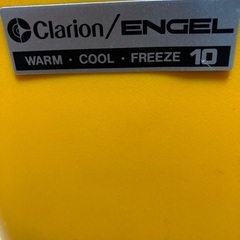 Clarion/ENGEL
WARM · COOL · FREEZE 10